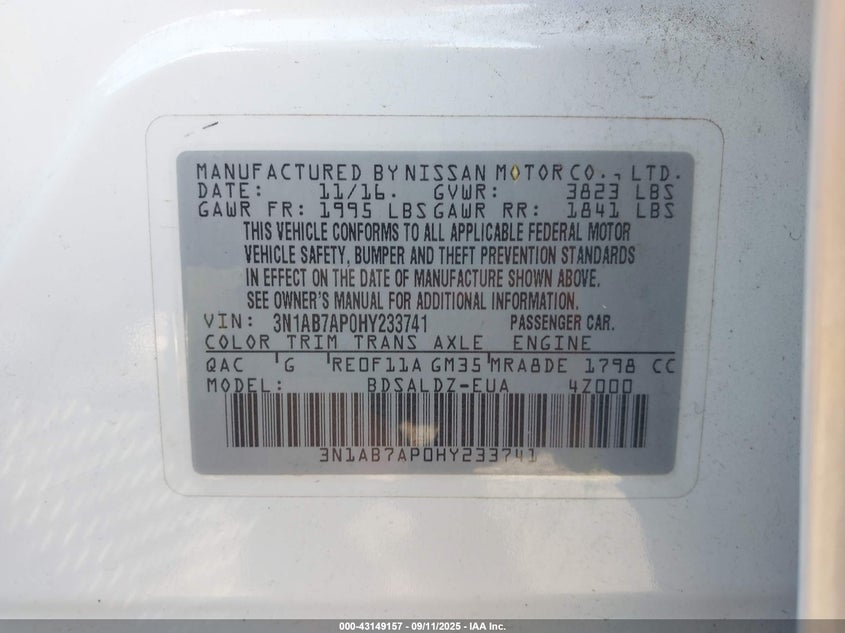 MANUFACTURED BY NISSAN MOTOR CO., LTD.
DATE: 11/16. GVWR: 3823 LBS
GAWR FR: 1995 LBS GAWR RR: 1841 LBS
THIS VEHICLE CONFORMS TO ALL APPLICABLE FEDERAL MOTOR
VEHICLE SAFETY, BUMPER AND THEFT PREVENTION STANDARDS
IN EFFECT ON THE DATE OF MANUFACTURE SHOWN ABOVE.
SEE OWNER'S MANUAL FOR ADDITIONAL INFORMATION.
VIN: 3N1AB7AP0HY233741 PASSENGER CAR.
COLOR TRIM TRANS AXLE ENGINE
QAC G RE0F11A GM35 MRA8DE 1798 CC
MODEL: BDSALDZ-EUA 4Z000
3N1AB7AP0HY233741
000-43149157 - 09/11/2025 - IAA Inc.